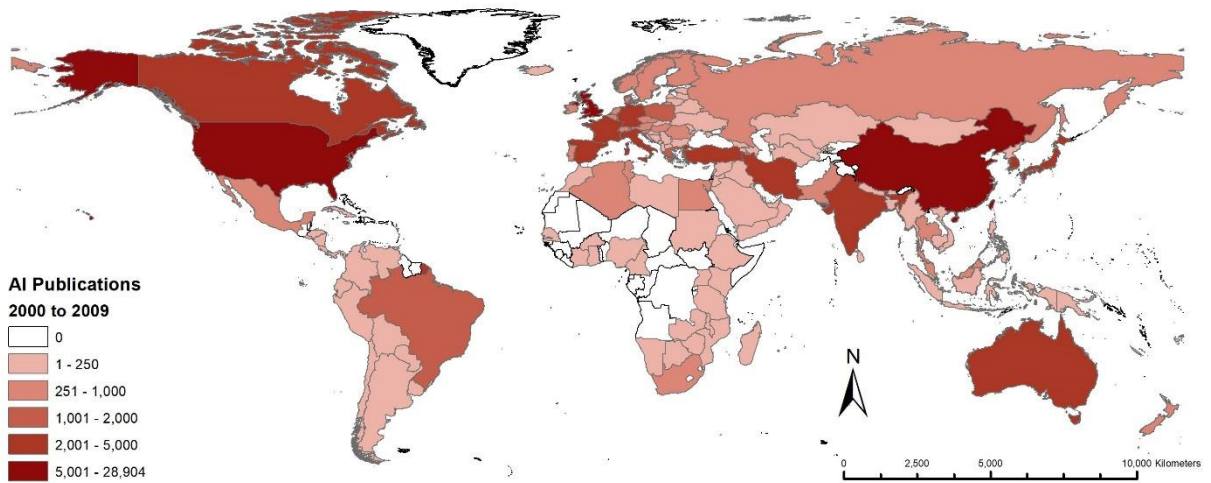 AI Publications
2000 to 2009
0
1 - 250
251 - 1,000
1,001 - 2,000
2,001 - 5,000
5,001 - 28,904
N
0 2,500 5,000 10,000 Kilometers